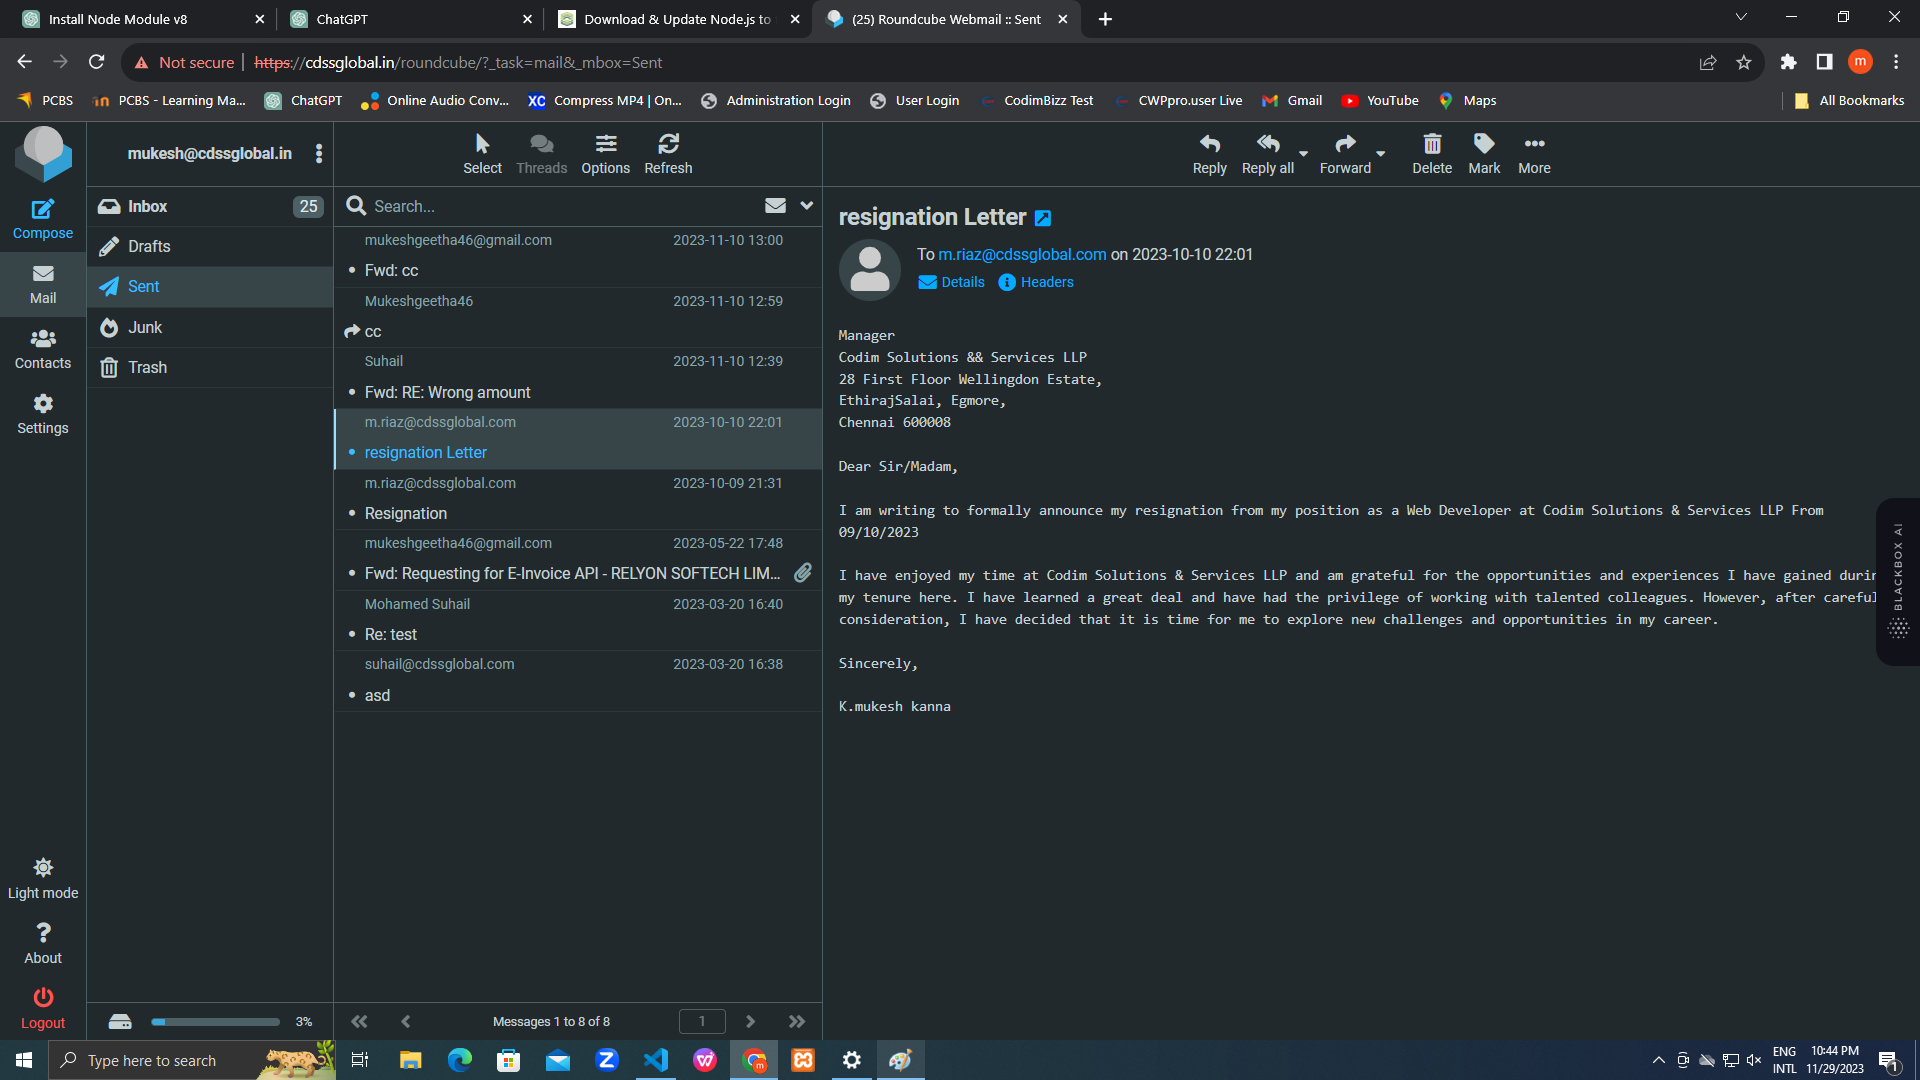 Install Node Module v8
ChatGPT
Download & Update Node.js to
(25) Roundcube Webmail :: Sent
Not secure
https://cdssglobal.in/roundcube/?_task=mail&_mbox=Sent
m
PCBS
PCBS - Learning Ma...
ChatGPT
Online Audio Conv...
XC
Compress MP4 | On...
Administration Login
User Login
CodimBizz Test
CWPpro.user Live
Gmail
YouTube
Maps
All Bookmarks
Compose
Mail
Contacts
Settings
Light mode
About
Logout
mukesh@cdssglobal.in
Inbox 25
Drafts
Sent
Junk
Trash
3%
Select
Threads
Options
Refresh
Search...
mukeshgeetha46@gmail.com 2023-11-10 13:00
Fwd: cc
Mukeshgeetha46 2023-11-10 12:59
cc
Suhail 2023-11-10 12:39
Fwd: RE: Wrong amount
m.riaz@cdssglobal.com 2023-10-10 22:01
resignation Letter
m.riaz@cdssglobal.com 2023-10-09 21:31
Resignation
mukeshgeetha46@gmail.com 2023-05-22 17:48
Fwd: Requesting for E-Invoice API - RELYON SOFTECH LIM...
Mohamed Suhail 2023-03-20 16:40
Re: test
suhail@cdssglobal.com 2023-03-20 16:38
asd
Messages 1 to 8 of 8
1
Reply
Reply all
Forward
Delete
Mark
More
resignation Letter
To m.riaz@cdssglobal.com on 2023-10-10 22:01
Details
Headers
Manager
Codim Solutions && Services LLP
28 First Floor Wellingdon Estate,
EthirajSalai, Egmore,
Chennai 600008
Dear Sir/Madam,
I am writing to formally announce my resignation from my position as a Web Developer at Codim Solutions & Services LLP From
09/10/2023
I have enjoyed my time at Codim Solutions & Services LLP and am grateful for the opportunities and experiences I have gained durin
my tenure here. I have learned a great deal and have had the privilege of working with talented colleagues. However, after careful
consideration, I have decided that it is time for me to explore new challenges and opportunities in my career.
Sincerely,
K.mukesh kanna
BLACKBOX AI
Type here to search
ENG
INTL
10:44 PM
11/29/2023
1